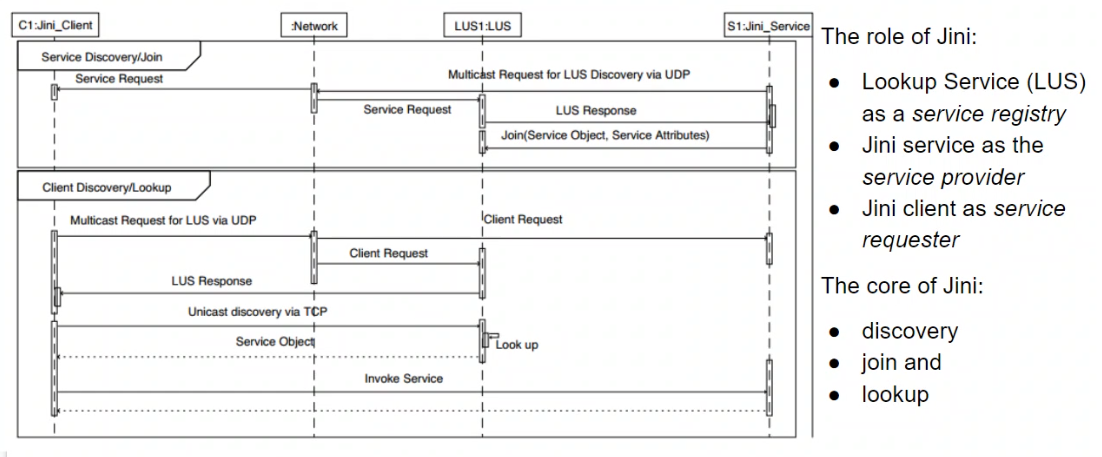 C1:Jini_Client
:Network
LUS1:LUS
S1:Jini_Service
Service Discovery/Join
Service Request
Multicast Request for LUS Discovery via UDP
Service Request
LUS Response
Join(Service Object, Service Attributes)
Client Discovery/Lookup
Multicast Request for LUS via UDP
Client Request
Client Request
LUS Response
Unicast discovery via TCP
Service Object
Look up
Invoke Service
The role of Jini:
● Lookup Service (LUS)
as a service registry
● Jini service as the
service provider
● Jini client as service
requester
The core of Jini:
● discovery
● join and
● lookup